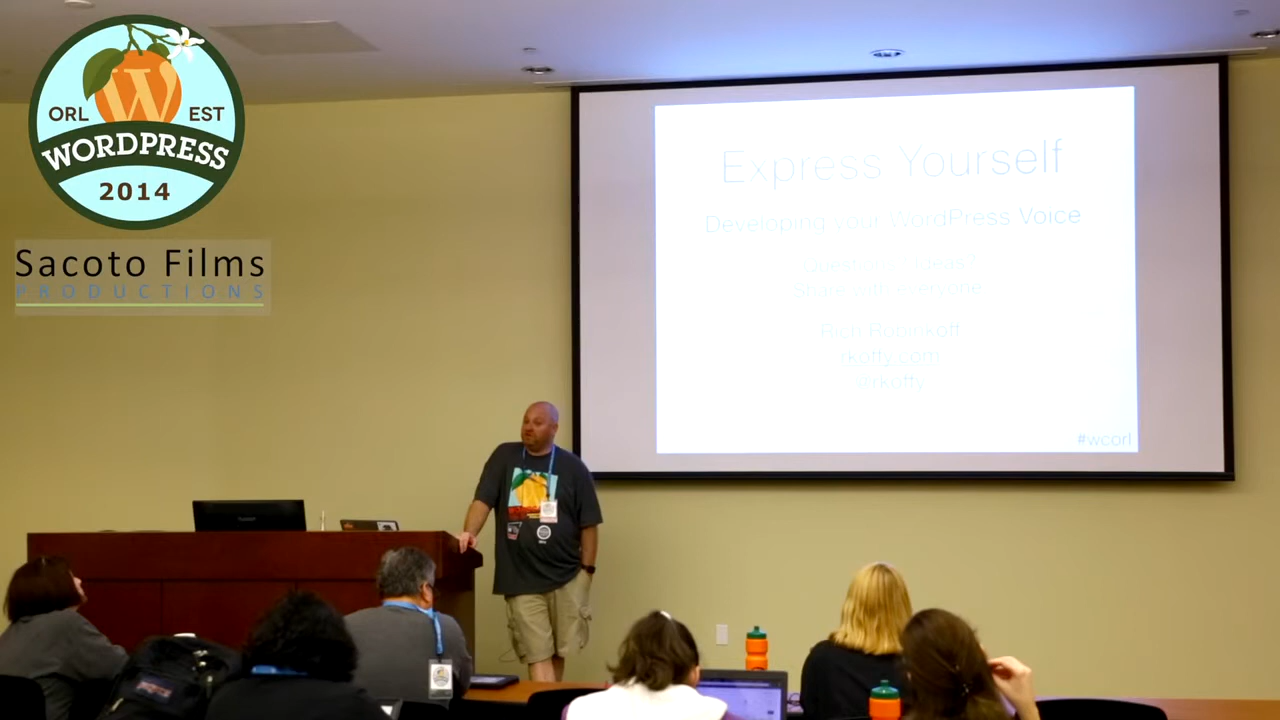 ORL EST
WORDPRESS
2014
Sacoto Films
PRODUCTIONS
Express Yourself
Developing your WordPress Voice
Questions? Ideas?
Share with everyone
Rich Robinkoff
rkoffy.com
@rkoffy
#wcorl